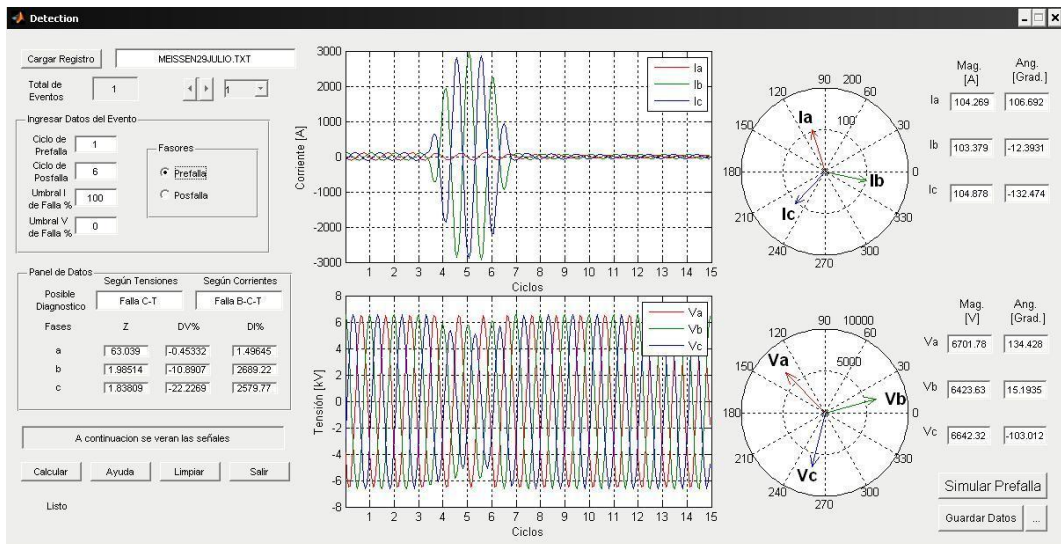 Detection
Cargar Registro
MEISSEN29JULIO.TXT
Total de Eventos
1
1
Ingresar Datos del Evento
Ciclo de Prefalla
1
Ciclo de Posfalla
6
Umbral I de Falla %
100
Umbral V de Falla %
0
Fasores
Prefalla
Posfalla
Panel de Datos
Según Tensiones
Según Corrientes
Posible Diagnostico
Falla C-T
Falla B-C-T
Fases Z DV% DI%
a 63.039 -0.45332 1.49645
b 1.98514 -10.8907 2689.22
c 1.83809 -22.2269 2579.77
A continuacion se veran las señales
Calcular
Ayuda
Limpiar
Salir
Listo
Corriente [A]
3000
2000
1000
0
-1000
-2000
-3000
1 2 3 4 5 6 7 8 9 10 11 12 13 14 15
Ciclos
Ia
Ib
Ic
Tensión [kV]
8
6
4
2
0
-2
-4
-6
-8
1 2 3 4 5 6 7 8 9 10 11 12 13 14 15
Ciclos
Va
Vb
Vc
90 200
120 60
100
150 30
180 0
210 330
240 300
270
Ia
Ib
Ic
Mag. [A]
Ang. [Grad.]
Ia 104.269 106.692
Ib 103.379 -12.3931
Ic 104.878 -132.474
90 10000
120 60
5000
150 30
180 0
210 330
240 300
270
Va
Vb
Vc
Mag. [V]
Ang. [Grad.]
Va 6701.78 134.428
Vb 6423.63 15.1935
Vc 6642.32 -103.012
Simular Prefalla
Guardar Datos
...